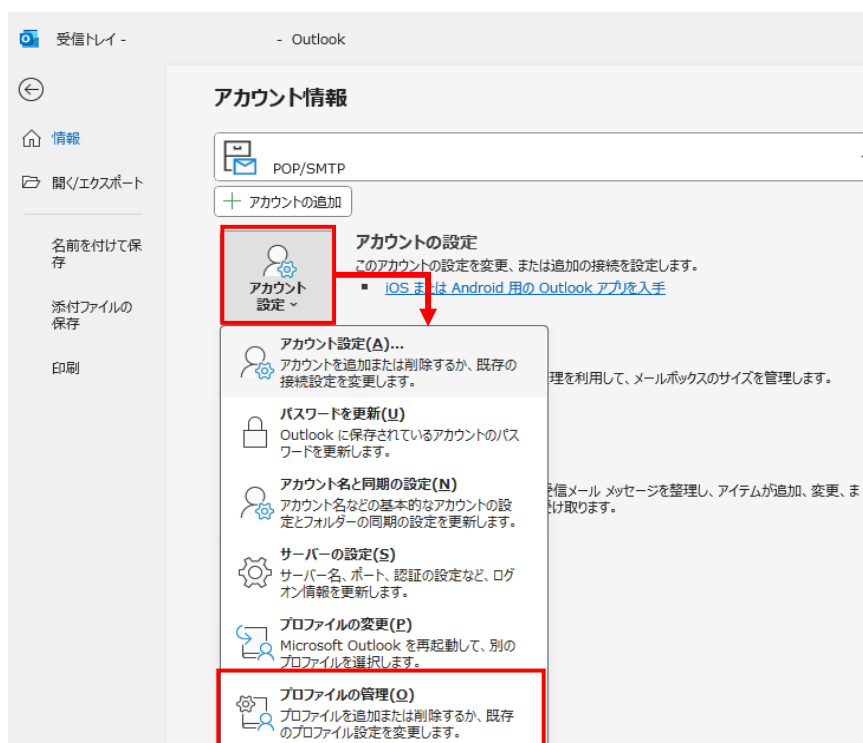 受信トレイ - - Outlook
アカウント情報
情報
POP/SMTP
開く/エクスポート
アカウントの追加
名前を付けて保
存
アカウントの設定
このアカウントの設定を変更、または追加の接続を設定します。
アカウント
設定
■ iOS または Android 用の Outlook アプリを入手
添付ファイルの
保存
印刷
アカウント設定(A)...
アカウントを追加または削除するか、既存の
接続設定を変更します。
理を利用して、メールボックスのサイズを管理します。
パスワードを更新(U)
Outlook に保存されているアカウントのパス
ワードを更新します。
アカウント名と同期の設定(N)
アカウント名などの基本的なアカウントの設
定とフォルダーの同期の設定を更新します。
受信メール メッセージを整理し、アイテムが追加、変更、ま
け取ります。
サーバーの設定(S)
サーバー名、ポート、認証の設定など、ログ
オン情報を更新します。
プロファイルの変更(P)
Microsoft Outlook を再起動して、別の
プロファイルを選択します。
プロファイルの管理(O)
プロファイルを追加または削除するか、既存
のプロファイル設定を変更します。